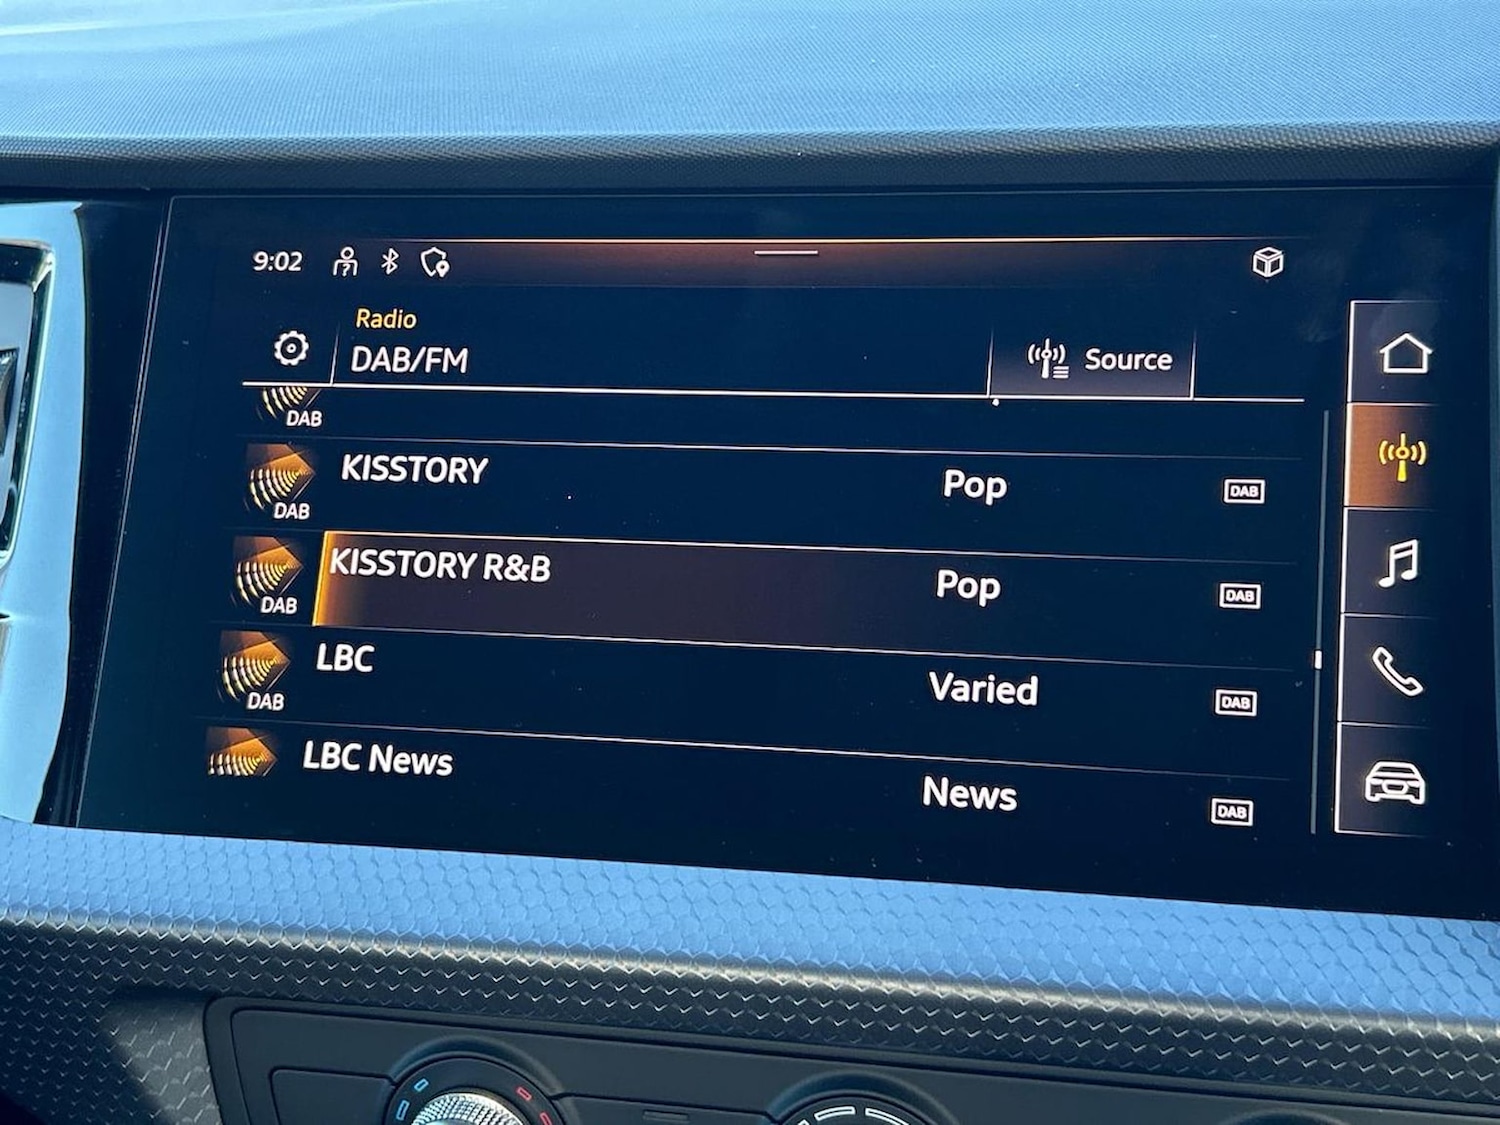 9:02
Radio
DAB/FM
Source
DAB
KISSTORY Pop DAB
DAB
KISSTORY R&B Pop DAB
DAB
LBC Varied DAB
DAB
LBC News News DAB